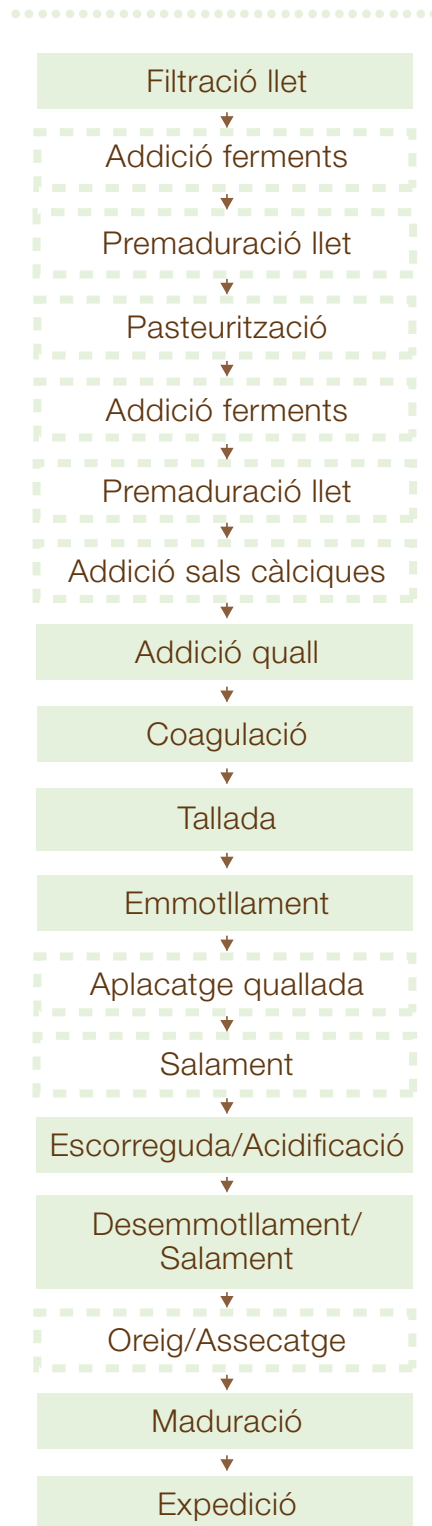 Filtració llet
Addició ferments
Premaduració llet
Pasteurització
Addició ferments
Premaduració llet
Addició sals càlciques
Addició quall
Coagulació
Tallada
Emmotllament
Aplacatge quallada
Salament
Escorreguda/Acidificació
Desemmotllament/
Salament
Oreig/Assecatge
Maduració
Expedició